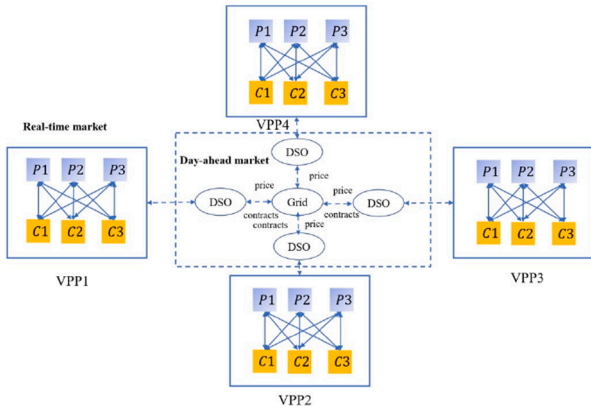 P1 P2 P3
C1 C2 C3
VPP4
Real-time market
Day-ahead market
DSO
P1 P2 P3
C1 C2 C3
VPP1
price
price
price
DSO
Grid
DSO
contracts
contracts
contracts
price
DSO
P1 P2 P3
C1 C2 C3
VPP3
P1 P2 P3
C1 C2 C3
VPP2